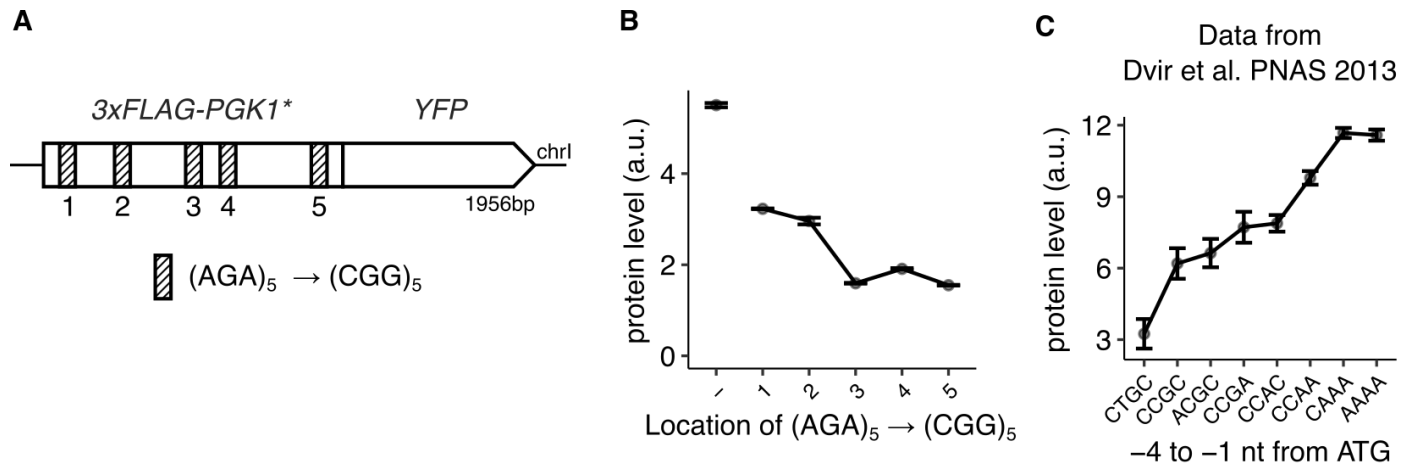 A
3xFLAG-PGK1* YFP
chrI
1 2 3 4 5
1956bp
(AGA)5 → (CGG)5
B
protein level (a.u.)
4
2
0
– 1 2 3 4 5
Location of (AGA)5 → (CGG)5
C
Data from
Dvir et al. PNAS 2013
protein level (a.u.)
12
9
6
3
CTGC CCGC ACGC CCGA CCAC CCAA CAAA AAAA
−4 to −1 nt from ATG